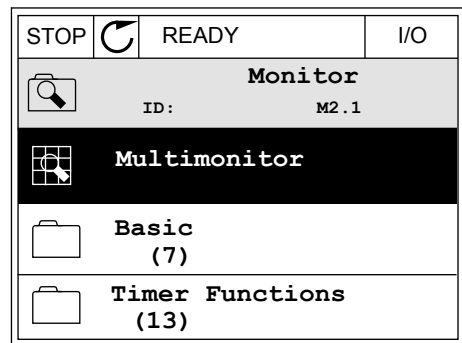 STOP READY I/O
Monitor
ID: M2.1
Multimonitor
Basic
(7)
Timer Functions
(13)